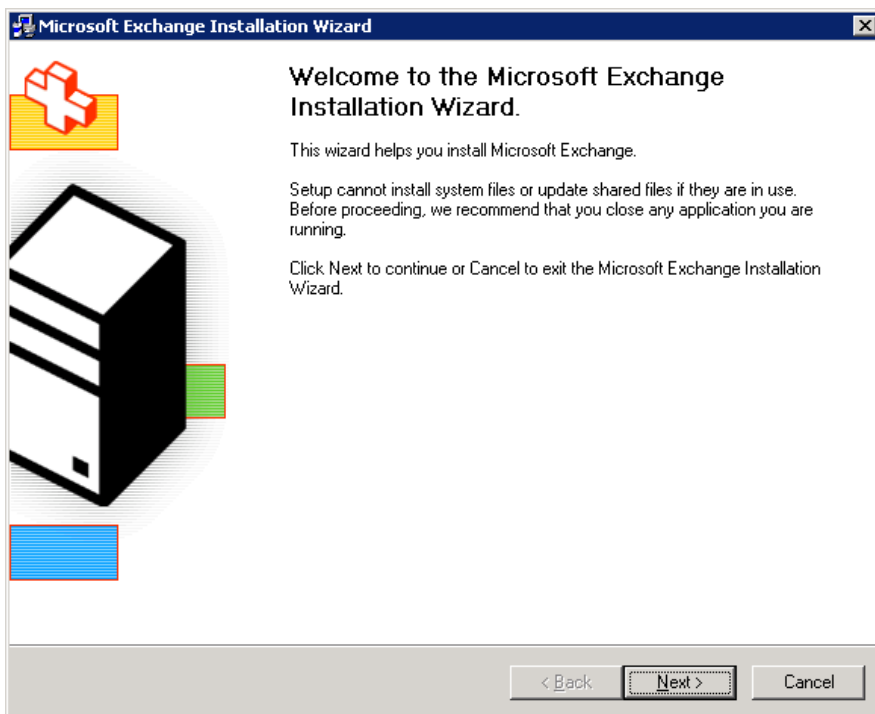 Microsoft Exchange Installation Wizard
Welcome to the Microsoft Exchange
Installation Wizard.
This wizard helps you install Microsoft Exchange.
Setup cannot install system files or update shared files if they are in use.
Before proceeding, we recommend that you close any application you are
running.
Click Next to continue or Cancel to exit the Microsoft Exchange Installation
Wizard.
< Back
Next >
Cancel